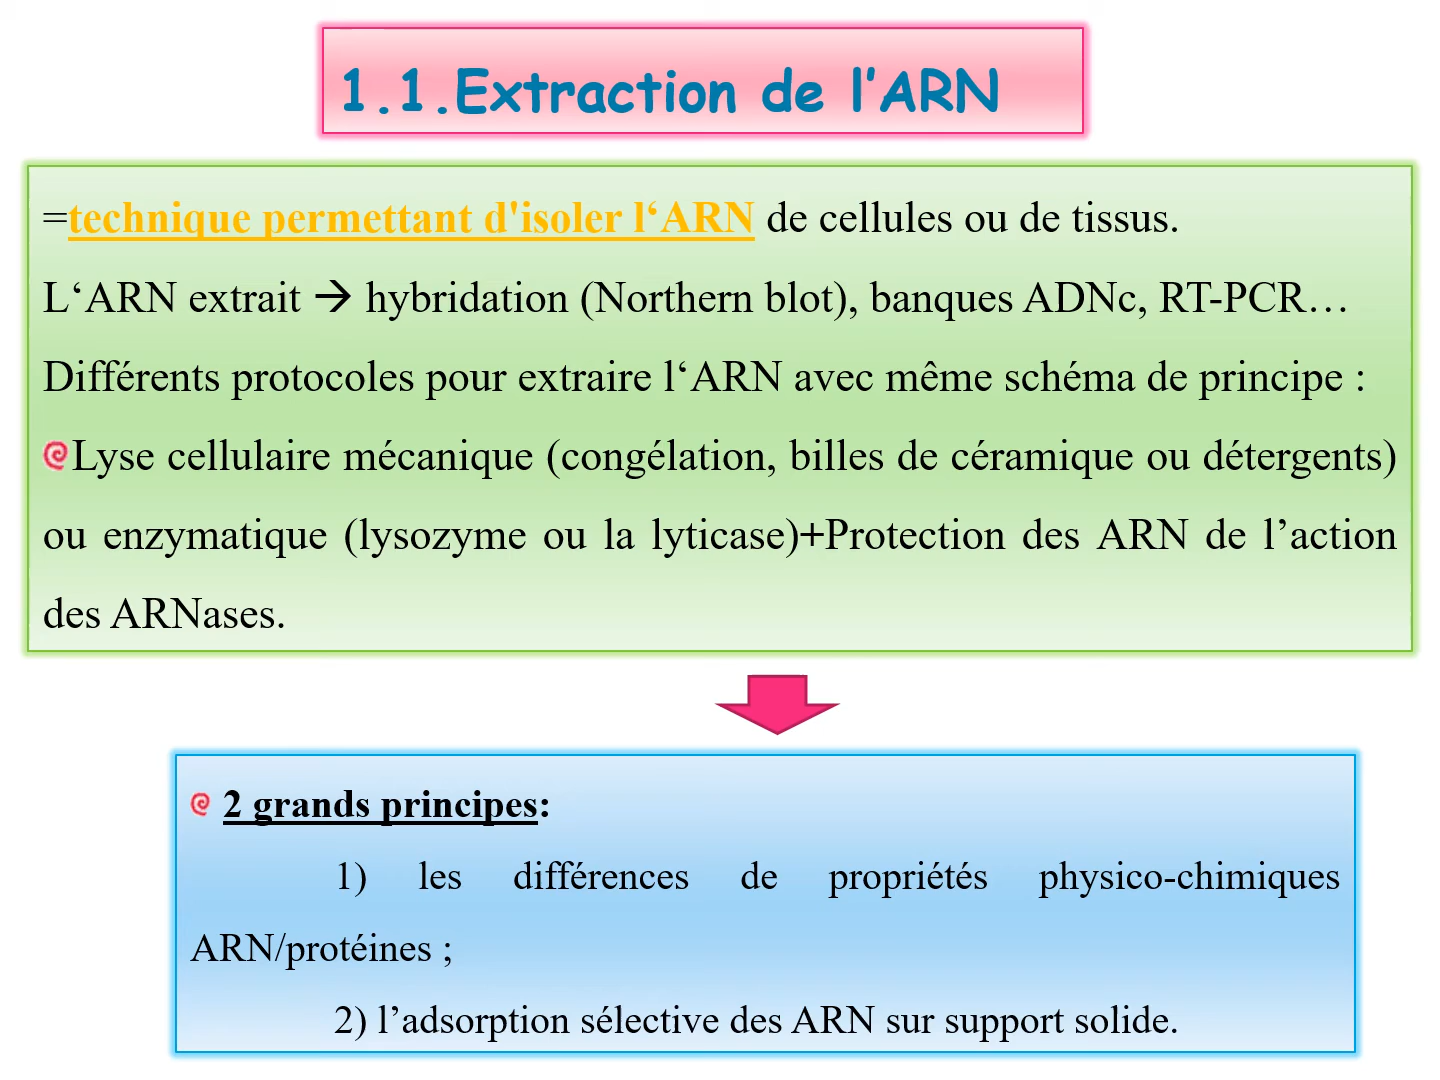 1.1.Extraction de l’ARN
=technique permettant d'isoler l‘ARN de cellules ou de tissus.
L‘ARN extrait → hybridation (Northern blot), banques ADNc, RT-PCR…
Différents protocoles pour extraire l‘ARN avec même schéma de principe :
Lyse cellulaire mécanique (congélation, billes de céramique ou détergents)
ou enzymatique (lysozyme ou la lyticase)+Protection des ARN de l’action
des ARNases.
2 grands principes:
1) les différences de propriétés physico-chimiques
ARN/protéines ;
2) l’adsorption sélective des ARN sur support solide.